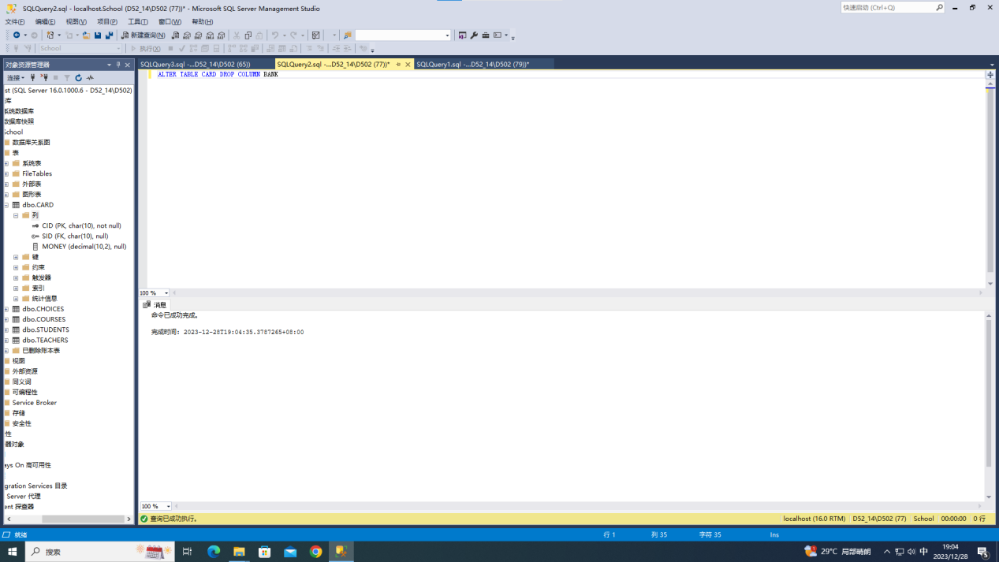 SQLQuery2.sql - localhost.School (D52_14\D502 (77))* - Microsoft SQL Server Management Studio
快速启动 (Ctrl+Q)
文件(F) 编辑(E) 视图(V) 项目(P) 工具(T) 窗口(W) 帮助(H)
新建查询(N)
School 执行(X)
对象资源管理器
SQLQuery3.sql -...D52_14\D502 (65)) SQLQuery2.sql -...D52_14\D502 (77))* SQLQuery1.sql -...D52_14\D502 (79))*
连接
ALTER TABLE CARD DROP COLUMN BANK
st (SQL Server 16.0.1000.6 - D52_14\D502)
库
系统数据库
数据库快照
School
数据库关系图
表
系统表
FileTables
外部表
图形表
dbo.CARD
列
CID (PK, char(10), not null)
SID (FK, char(10), null)
MONEY (decimal(10,2), null)
键
约束
触发器
索引
统计信息
dbo.CHOICES
dbo.COURSES
dbo.STUDENTS
dbo.TEACHERS
已删除账本表
视图
外部资源
同义词
可编程性
Service Broker
存储
安全性
性
器对象
ays On 高可用性
gration Services 目录
Server 代理
ent 探查器
100 %
消息
命令已成功完成。
完成时间: 2023-12-28T19:04:35.3787265+08:00
100 %
查询已成功执行。 localhost (16.0 RTM) D52_14\D502 (77) School 00:00:00 0 行
就绪 行 1 列 35 字符 35 Ins
搜索 29°C 局部晴朗 中 19:04
2023/12/28 5